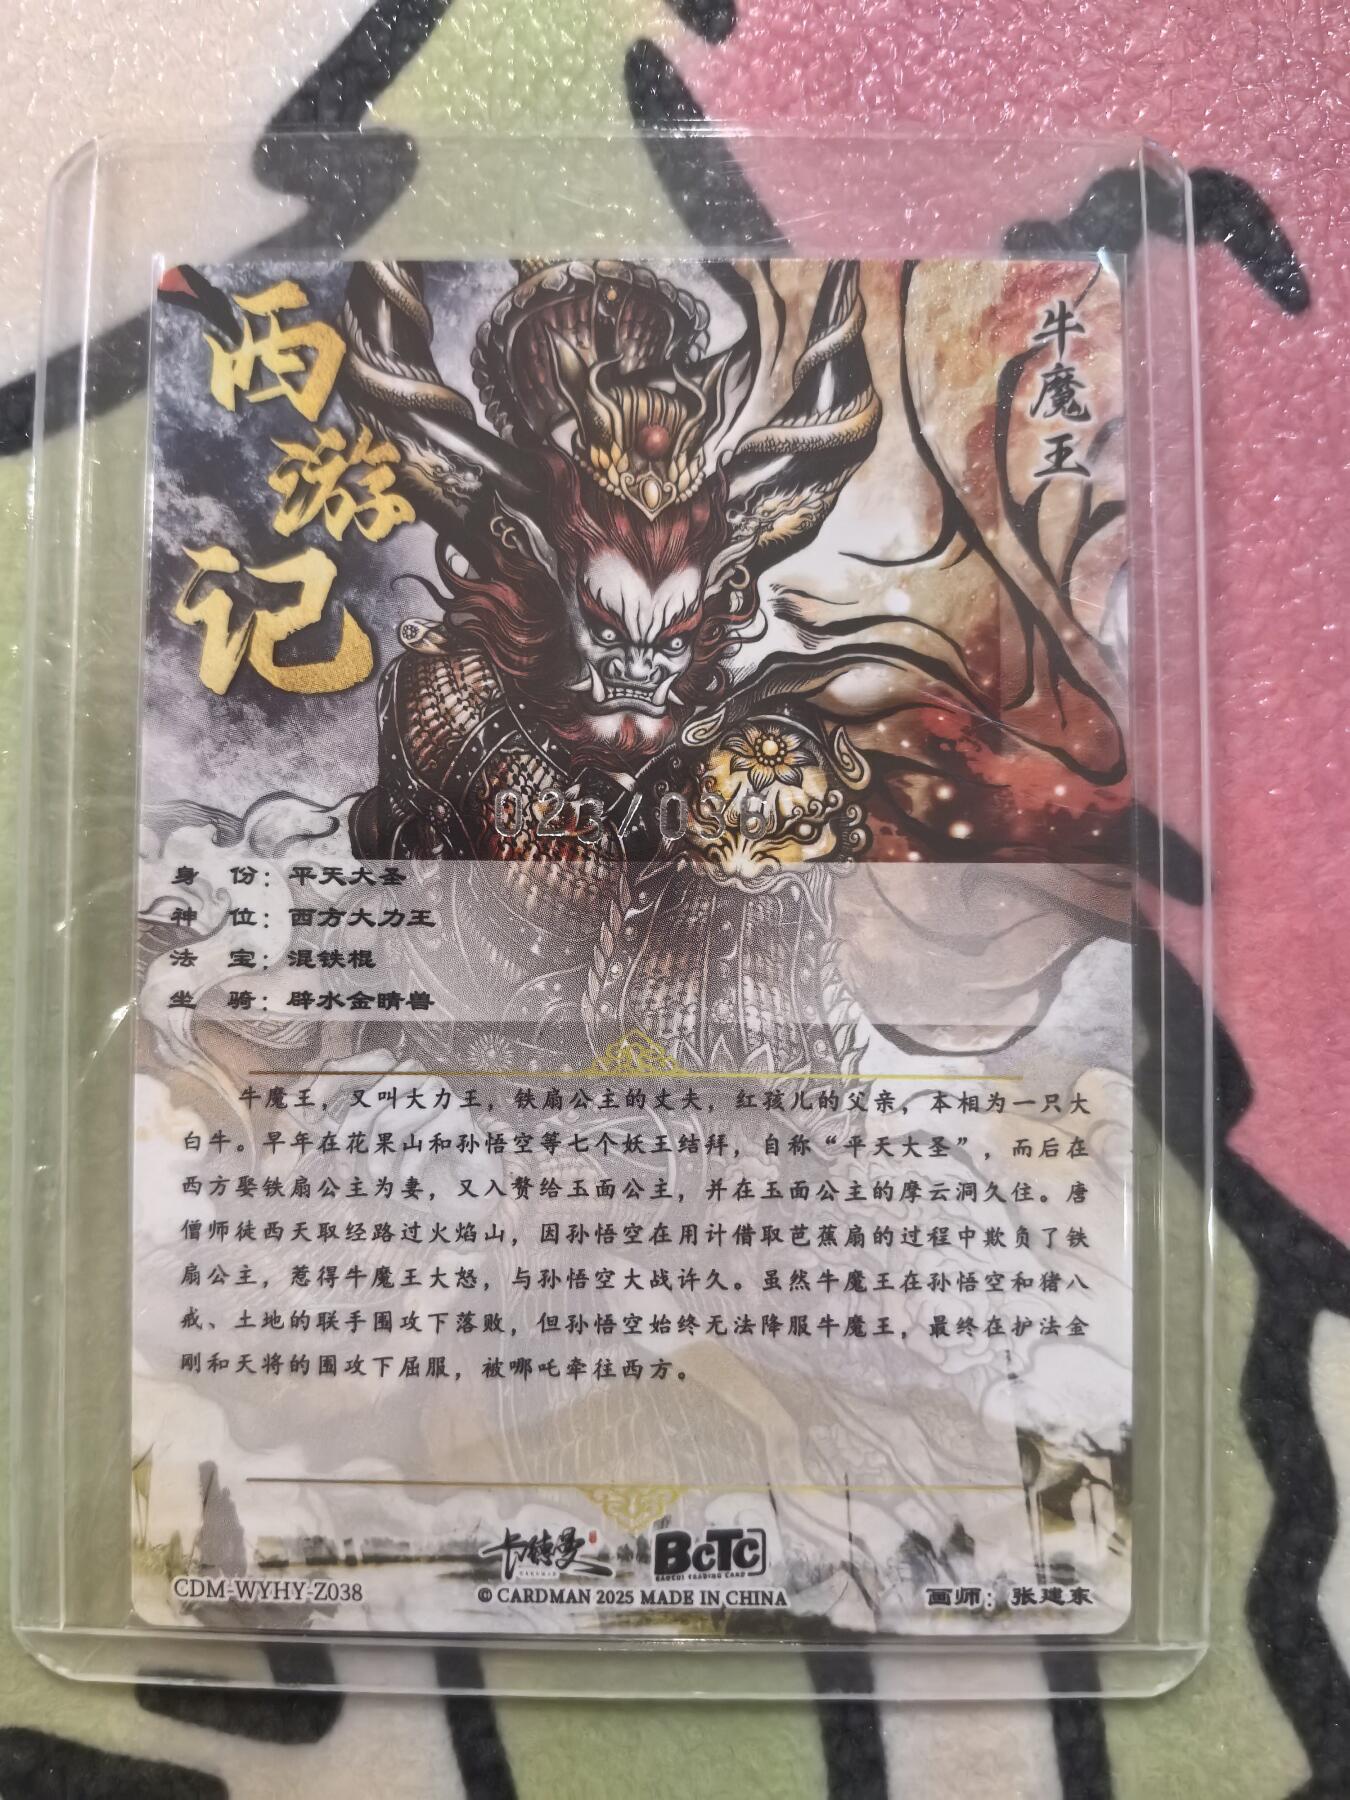 西游记
牛魔王
身 份：平天大圣
神 位：西方大力王
法 宝：混铁棍
坐 骑：辟水金睛兽
牛魔王，又叫大力王，铁扇公主的丈夫，红孩儿的父亲，本相为一只大
白牛。早年在花果山和孙悟空等七个妖王结拜，自称“平天大圣”，而后在
西方娶铁扇公主为妻，又入赘给玉面公主，并在玉面公主的摩云洞久住。唐
僧师徒西天取经路过火焰山，因孙悟空在用计借取芭蕉扇的过程中欺负了铁
扇公主，惹得牛魔王大怒，与孙悟空大战许久。虽然牛魔王在孙悟空和猪八
戒、土地的联手围攻下落败，但孙悟空始终无法降服牛魔王，最终在护法金
刚和天将的围攻下屈服，被哪吒牵往西方。
卡德曼 BCTC
CDM-WYHY-Z038
© CARDMAN 2025 MADE IN CHINA
画师：张建东